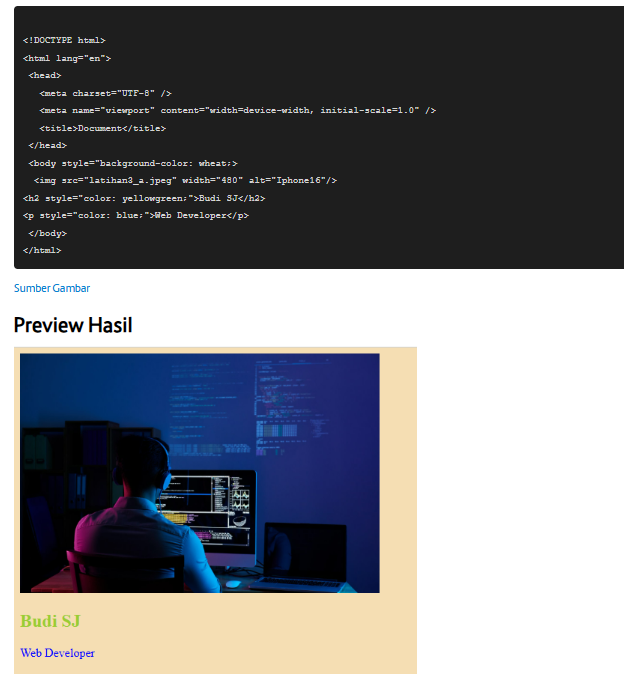 <!DOCTYPE html>
<html lang="en">
<head>
<meta charset="UTF-8" />
<meta name="viewport" content="width=device-width, initial-scale=1.0" />
<title>Document</title>
</head>
<body style="background-color: wheat;>
<img src="latihan3_a.jpeg" width="480" alt="Iphone16"/>
<h2 style="color: yellowgreen;">Budi SJ</h2>
<p style="color: blue;">Web Developer</p>
</body>
</html>
Sumber Gambar
Preview Hasil
Budi SJ
Web Developer